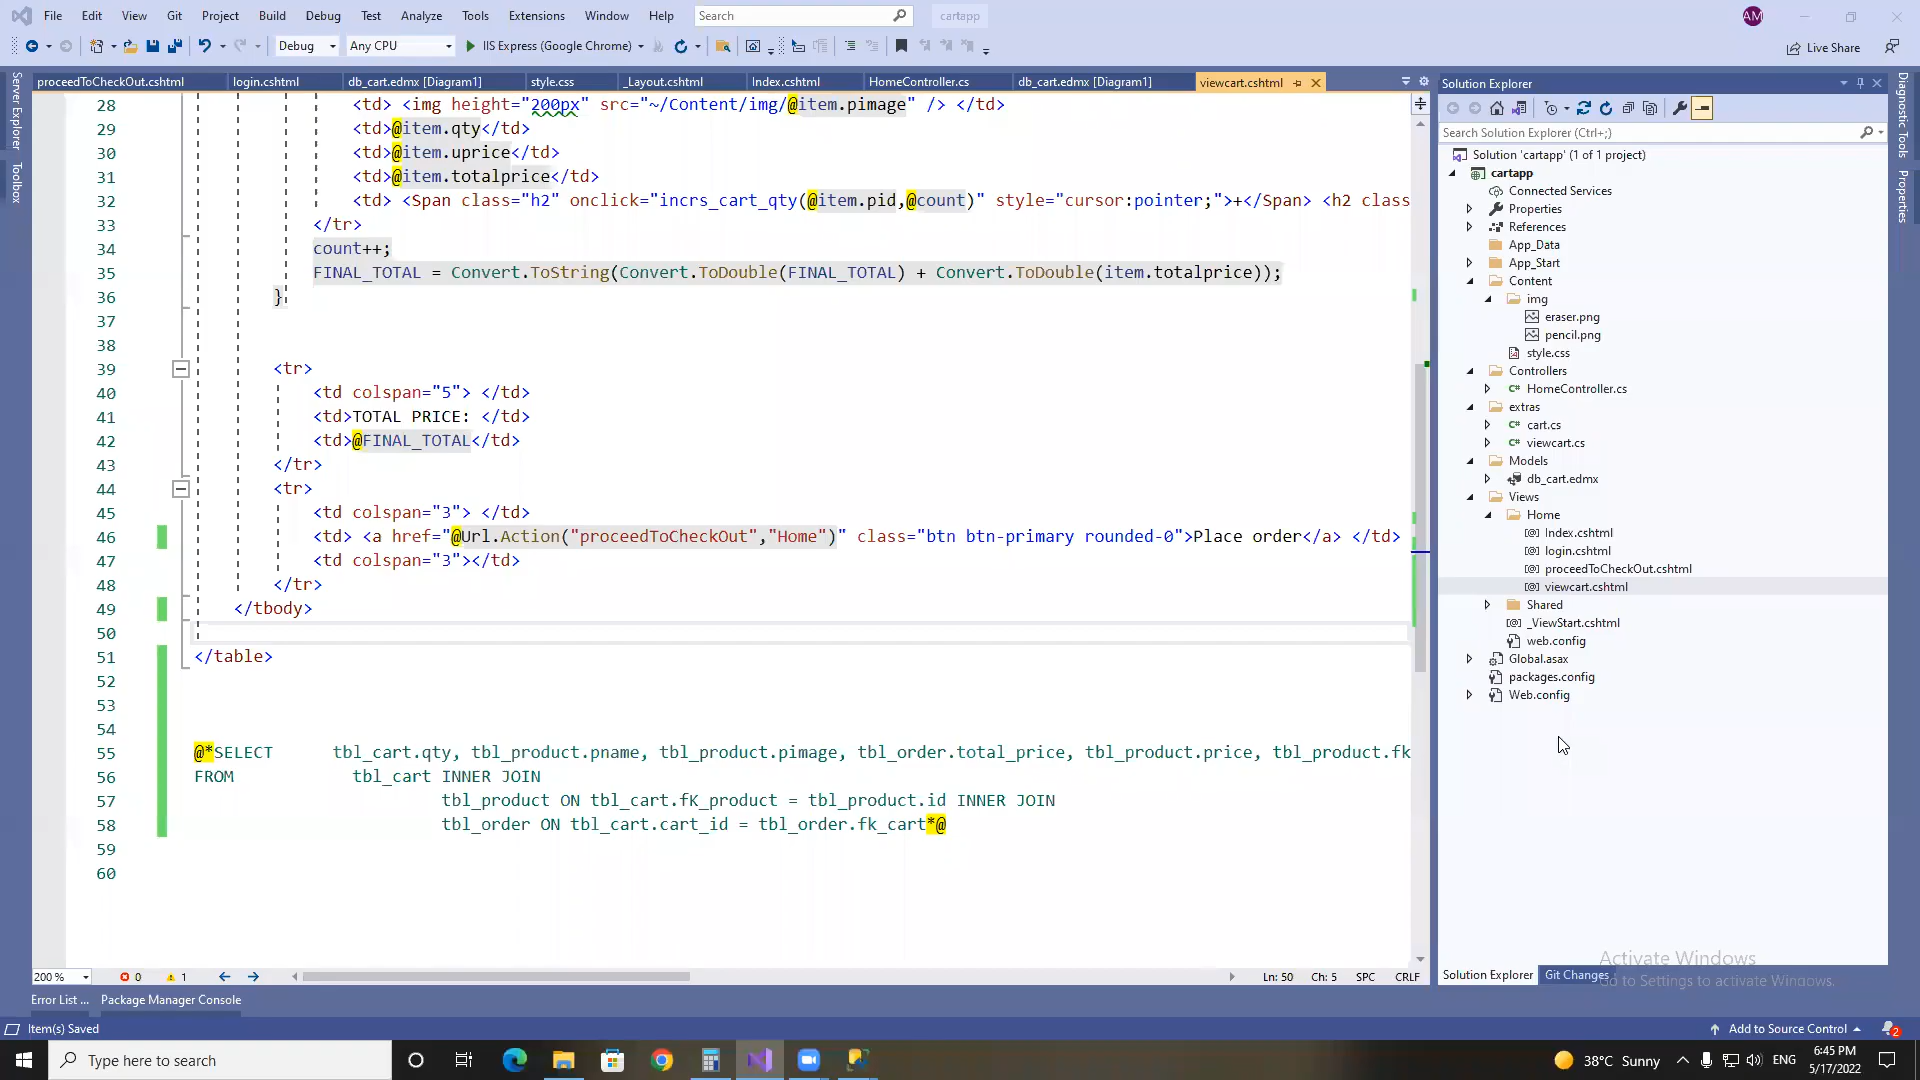 File Edit View Git Project Build Debug Test Analyze Tools Extensions Window Help Search cartapp AM
Debug Any CPU IIS Express (Google Chrome) Live Share
proceedToCheckOut.cshtml login.cshtml db_cart.edmx [Diagram1] style.css _Layout.cshtml Index.cshtml HomeController.cs db_cart.edmx [Diagram1] viewcart.cshtml
Server Explorer
Toolbox
28 <td> <img height="200px" src="~/Content/img/@item.pimage" /> </td>
29 <td>@item.qty</td>
30 <td>@item.uprice</td>
31 <td>@item.totalprice</td>
32 <td> <Span class="h2" onclick="incrs_cart_qty(@item.pid,@count)" style="cursor:pointer;">+</Span> <h2 class
33 </tr>
34 count++;
35 FINAL_TOTAL = Convert.ToString(Convert.ToDouble(FINAL_TOTAL) + Convert.ToDouble(item.totalprice));
36 }
37
38
39 <tr>
40 <td colspan="5"> </td>
41 <td>TOTAL PRICE: </td>
42 <td>@FINAL_TOTAL</td>
43 </tr>
44 <tr>
45 <td colspan="3"> </td>
46 <td> <a href="@Url.Action("proceedToCheckOut","Home")" class="btn btn-primary rounded-0">Place order</a> </td>
47 <td colspan="3"></td>
48 </tr>
49 </tbody>
50
51 </table>
52
53
54
55 @*SELECT tbl_cart.qty, tbl_product.pname, tbl_product.pimage, tbl_order.total_price, tbl_product.price, tbl_product.fk
56 FROM tbl_cart INNER JOIN
57 tbl_product ON tbl_cart.fK_product = tbl_product.id INNER JOIN
58 tbl_order ON tbl_cart.cart_id = tbl_order.fk_cart*@
59
60
200 % 0 1 Ln: 50 Ch: 5 SPC CRLF
Error List ... Package Manager Console
Solution Explorer
Search Solution Explorer (Ctrl+;)
Solution 'cartapp' (1 of 1 project)
cartapp
Connected Services
Properties
References
App_Data
App_Start
Content
img
eraser.png
pencil.png
style.css
Controllers
HomeController.cs
extras
cart.cs
viewcart.cs
Models
db_cart.edmx
Views
Home
Index.cshtml
login.cshtml
proceedToCheckOut.cshtml
viewcart.cshtml
Shared
_ViewStart.cshtml
web.config
Global.asax
packages.config
Web.config
Activate Windows
Go to Settings to activate Windows.
Solution Explorer Git Changes
Diagnostic Tools
Properties
Item(s) Saved Add to Source Control 2
Type here to search 38°C Sunny ENG 6:45 PM
5/17/2022